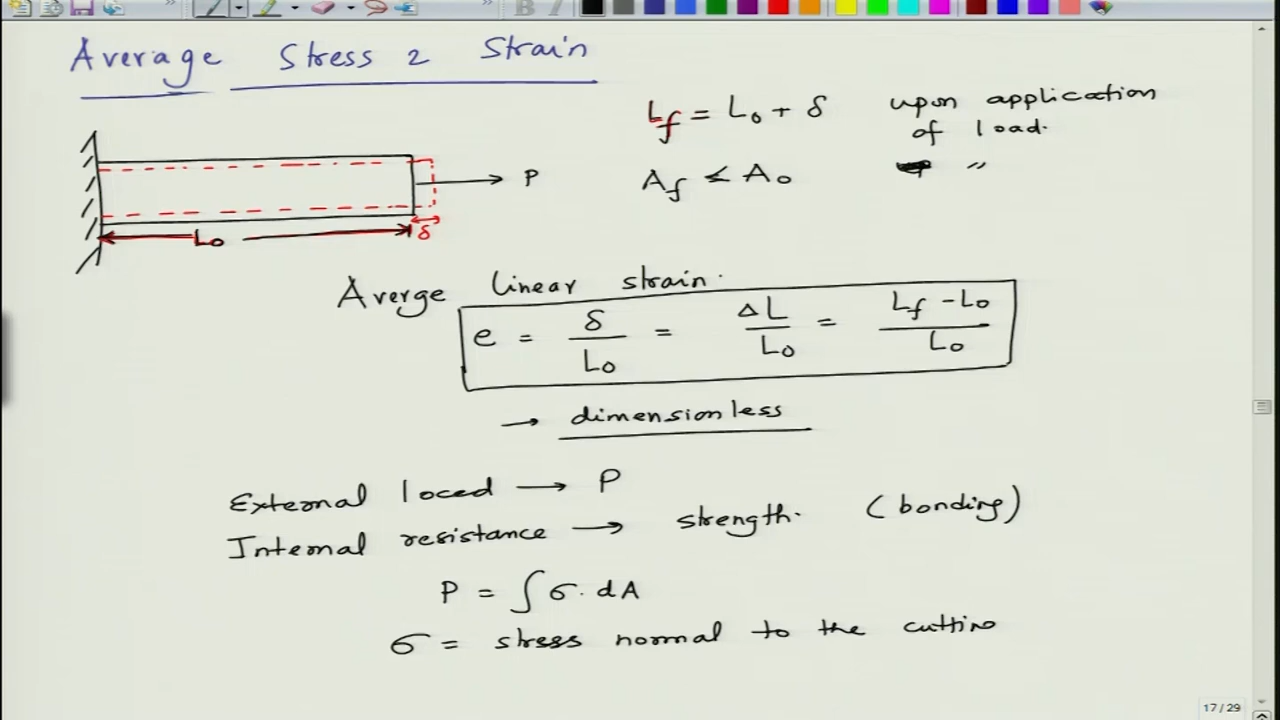 Average Stress 2 Strain
Lf = L0 + δ upon application
of load.
Af < A0 "
P
L0 δ
Averge linear strain.
e = δ/L0 = ΔL/L0 = (Lf - L0)/L0
→ dimensionless
External loced → P
Internal resistance → strength. (bonding)
P = ∫ σ. dA
σ = stress normal to the cuttino
17 / 29